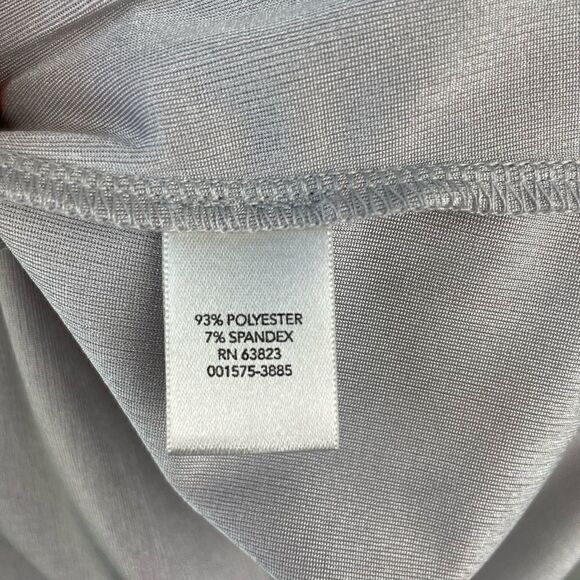 93% POLYESTER
7% SPANDEX
RN 63823
001575-3885